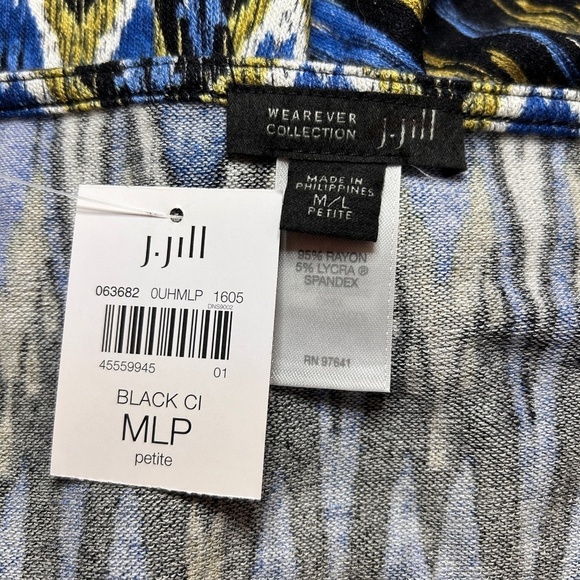 WEAREVER
COLLECTION
J.Jill
MADE IN
PHILIPPINES
M/L
PETITE
95% RAYON
5% LYCRA ®
SPANDEX
RN 97641
J.Jill
063682 0UHMLP 1605
DNS9002
45559945 01
BLACK CI
MLP
petite